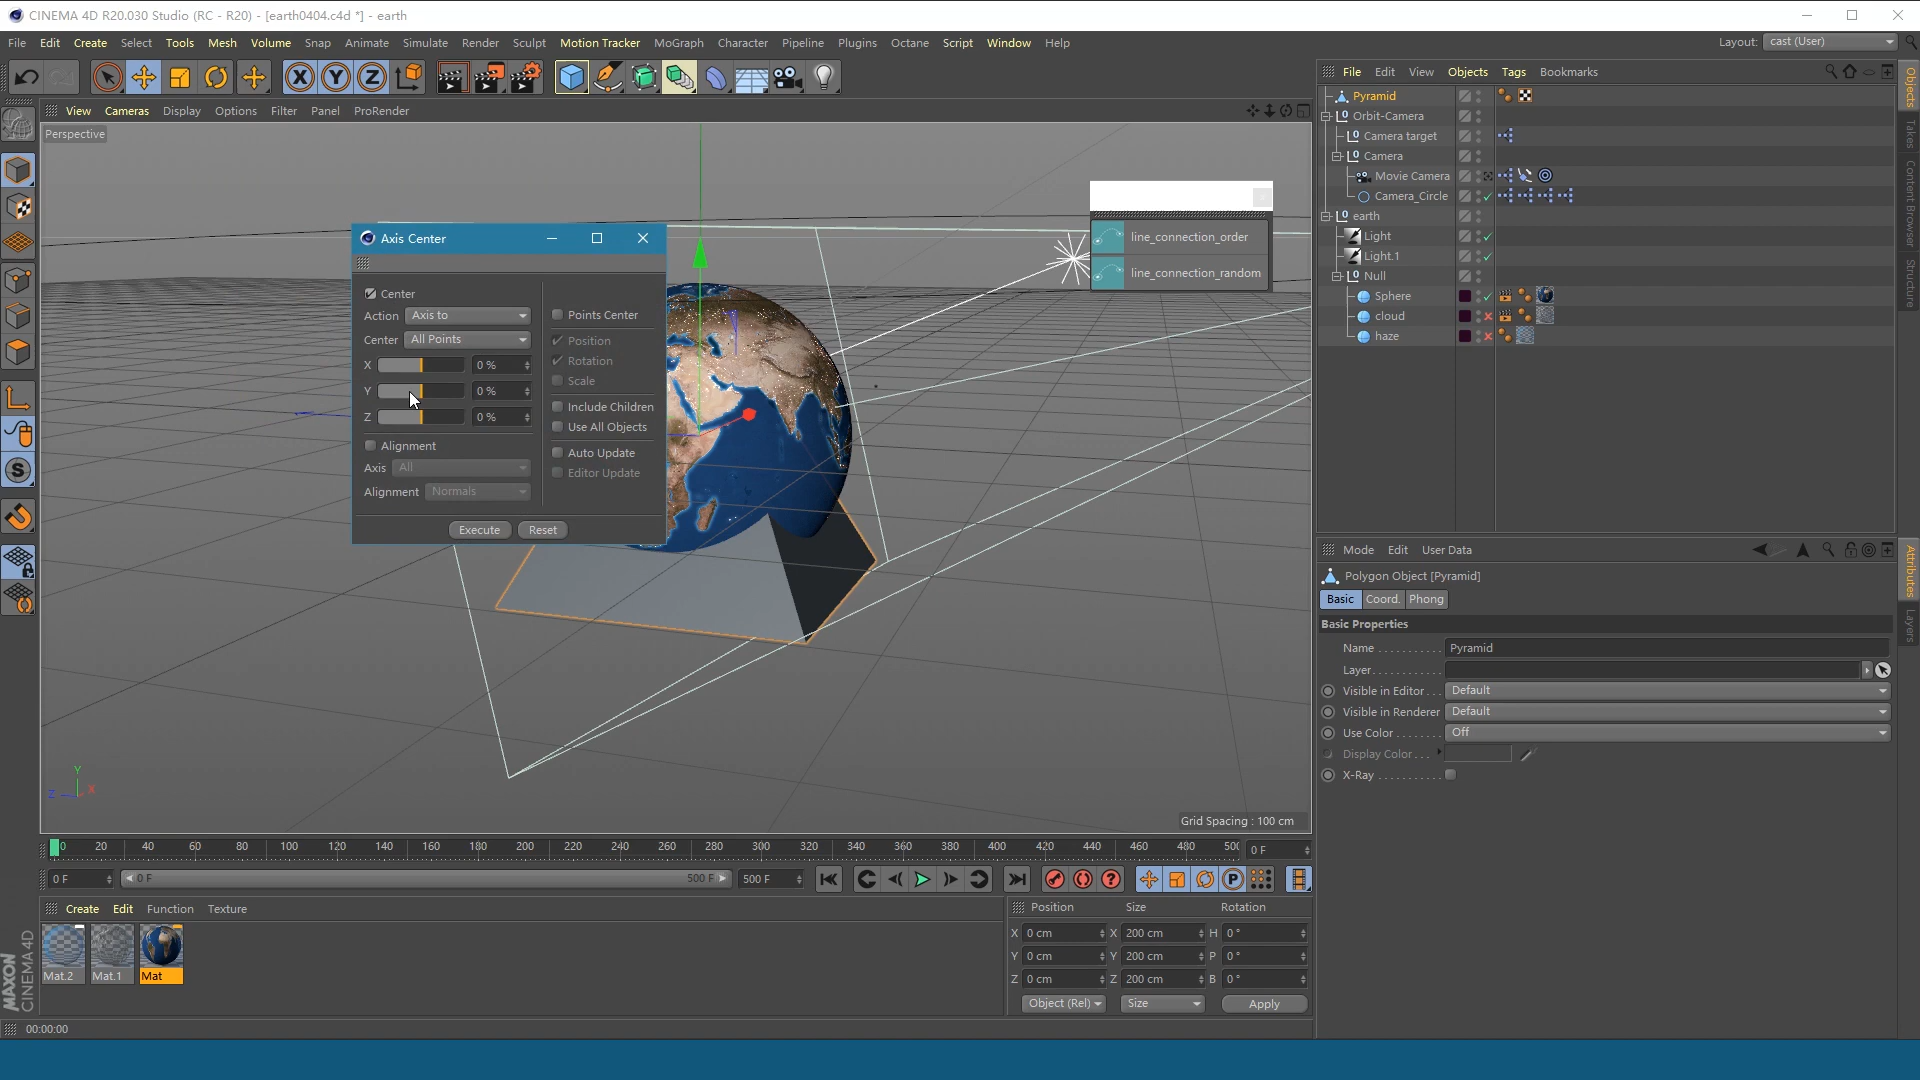 CINEMA 4D R20.030 Studio (RC - R20) - [earth0404.c4d *] - earth
File Edit Create Select Tools Mesh Volume Snap Animate Simulate Render Sculpt Motion Tracker MoGraph Character Pipeline Plugins Octane Script Window Help
Layout: cast (User)
View Cameras Display Options Filter Panel ProRender
Perspective
Axis Center
Center
Action Axis to
Center All Points
X 0 %
Y 0 %
Z 0 %
Alignment
Axis All
Alignment Normals
Points Center
Position
Rotation
Scale
Include Children
Use All Objects
Auto Update
Editor Update
Execute Reset
line_connection_order
line_connection_random
Y
Z X
Grid Spacing : 100 cm
File Edit View Objects Tags Bookmarks
Pyramid
Orbit-Camera
Camera target
Camera
Movie Camera
Camera_Circle
earth
Light
Light.1
Null
Sphere
cloud
haze
Objects
Takes
Content Browser
Structure
Mode Edit User Data
Polygon Object [Pyramid]
Basic Coord. Phong
Basic Properties
Name Pyramid
Layer
Visible in Editor Default
Visible in Renderer Default
Use Color Off
Display Color
X-Ray
Attributes
Layers
0 20 40 60 80 100 120 140 160 180 200 220 240 260 280 300 320 340 360 380 400 420 440 460 480 500 0 F
0 F 0 F 500 F 500 F
Create Edit Function Texture
Mat.2 Mat.1 Mat
Position Size Rotation
X 0 cm X 200 cm H 0 °
Y 0 cm Y 200 cm P 0 °
Z 0 cm Z 200 cm B 0 °
Object (Rel) Size Apply
MAXON
CINEMA 4D
00:00:00